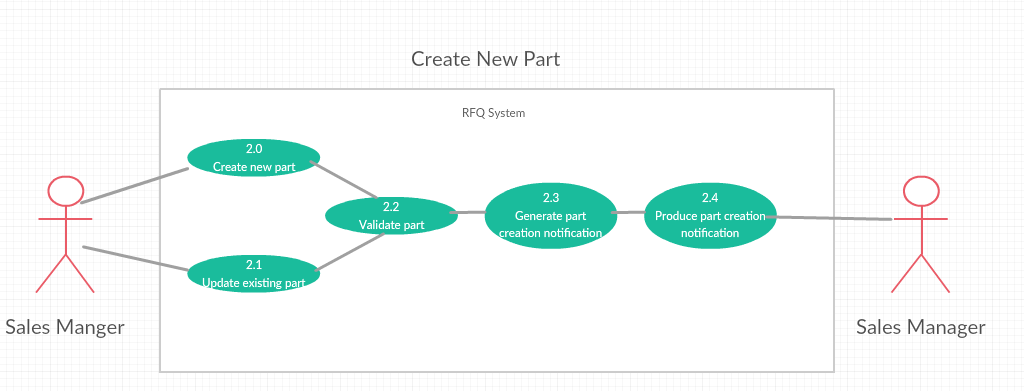 Create New Part
RFQ System
2.0
Create new part
2.2
Validate part
2.3
Generate part
creation notification
2.4
Produce part creation
notification
2.1
Update existing part
Sales Manger
Sales Manager